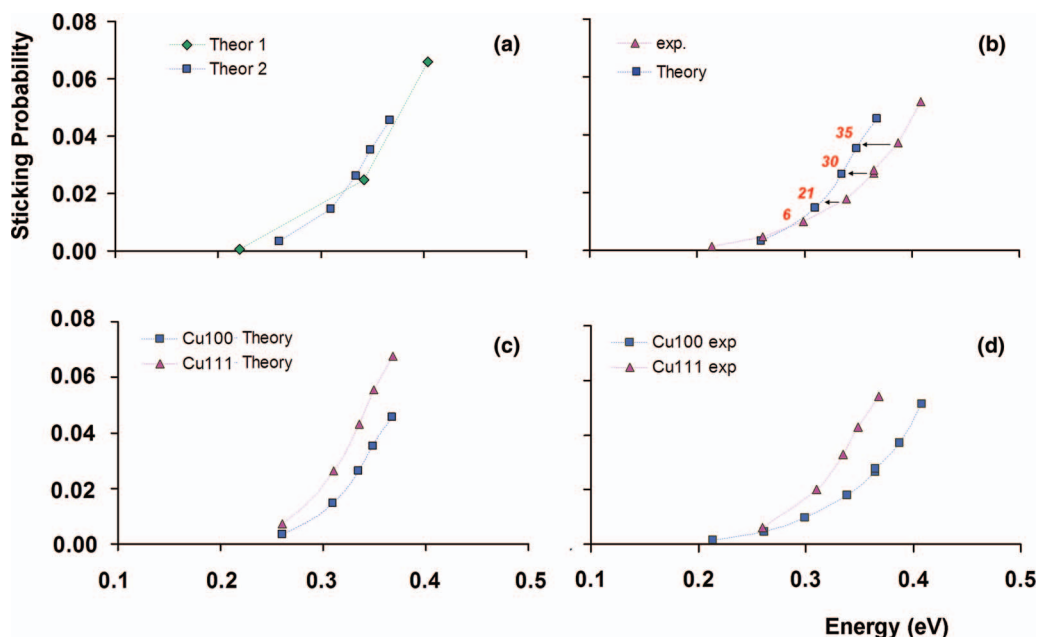 0.08
0.06
0.04
0.02
0.00
Sticking Probability
Theor 1
Theor 2
(a)
exp.
Theory
(b)
35
30
21
6
0.1 0.2 0.3 0.4 0.5
0.1 0.2 0.3 0.4 0.5
0.08
0.06
0.04
0.02
0.00
Cu100 Theory
Cu111 Theory
(c)
Cu100 exp
Cu111 exp
(d)
0.1 0.2 0.3 0.4 0.5
0.1 0.2 0.3 0.4 0.5
Energy (eV)